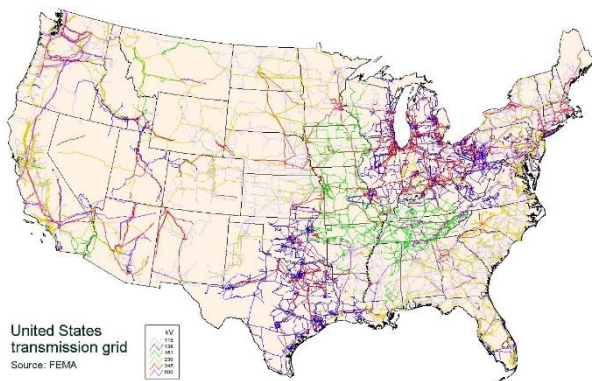 United States
transmission grid
Source: FEMA
kV
115
138
161
230
345
500